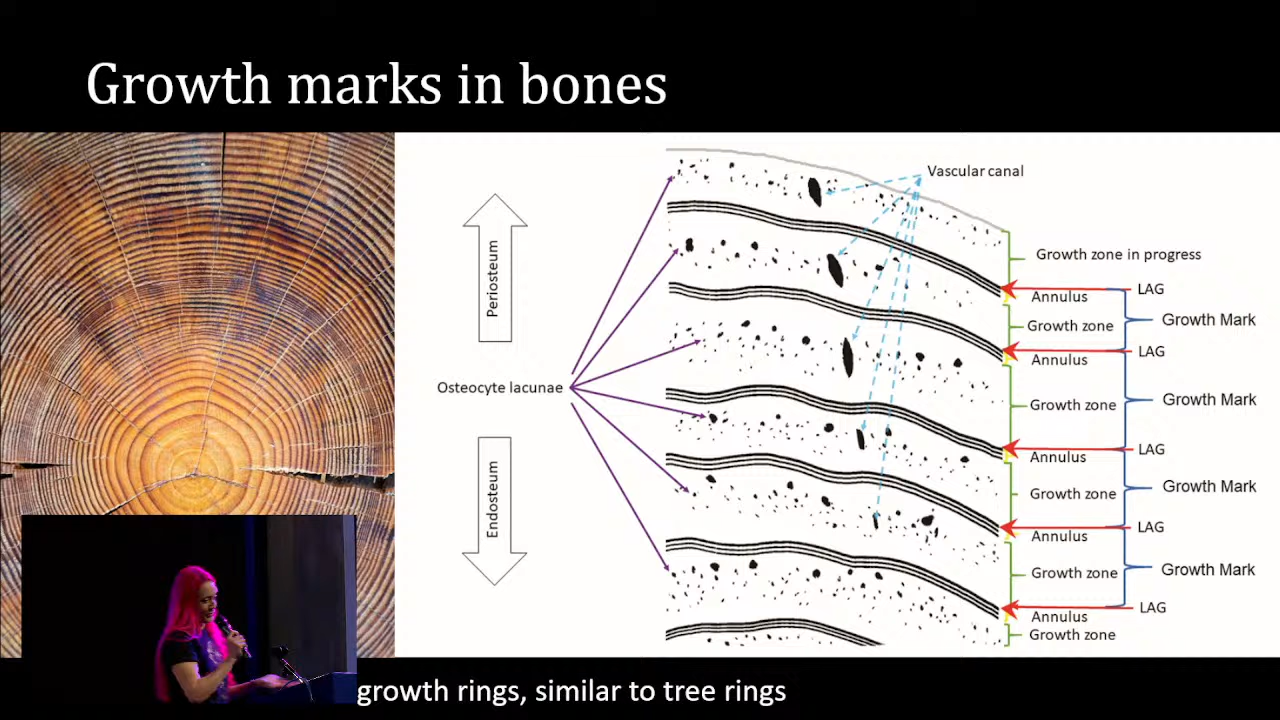 Growth marks in bones
Vascular canal
Periosteum
Growth zone in progress
LAG
Annulus
Growth Mark
Growth zone
LAG
Annulus
Osteocyte lacunae
Growth Mark
Growth zone
LAG
Annulus
Endosteum
Growth Mark
Growth zone
LAG
Annulus
Growth Mark
Growth zone
LAG
Annulus
Growth zone
growth rings, similar to tree rings